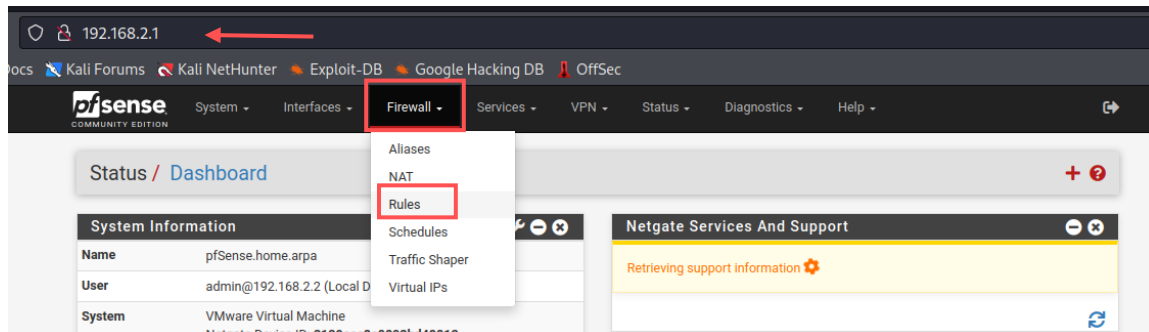 192.168.2.1
Docs Kali Forums Kali NetHunter Exploit-DB Google Hacking DB OffSec
pfsense COMMUNITY EDITION System Interfaces Firewall Services VPN Status Diagnostics Help
Aliases
NAT
Rules
Schedules
Traffic Shaper
Virtual IPs
Status / Dashboard
System Information
Name pfSense.home.arpa
User admin@192.168.2.2 (Local D
System VMware Virtual Machine
Netgate Services And Support
Retrieving support information